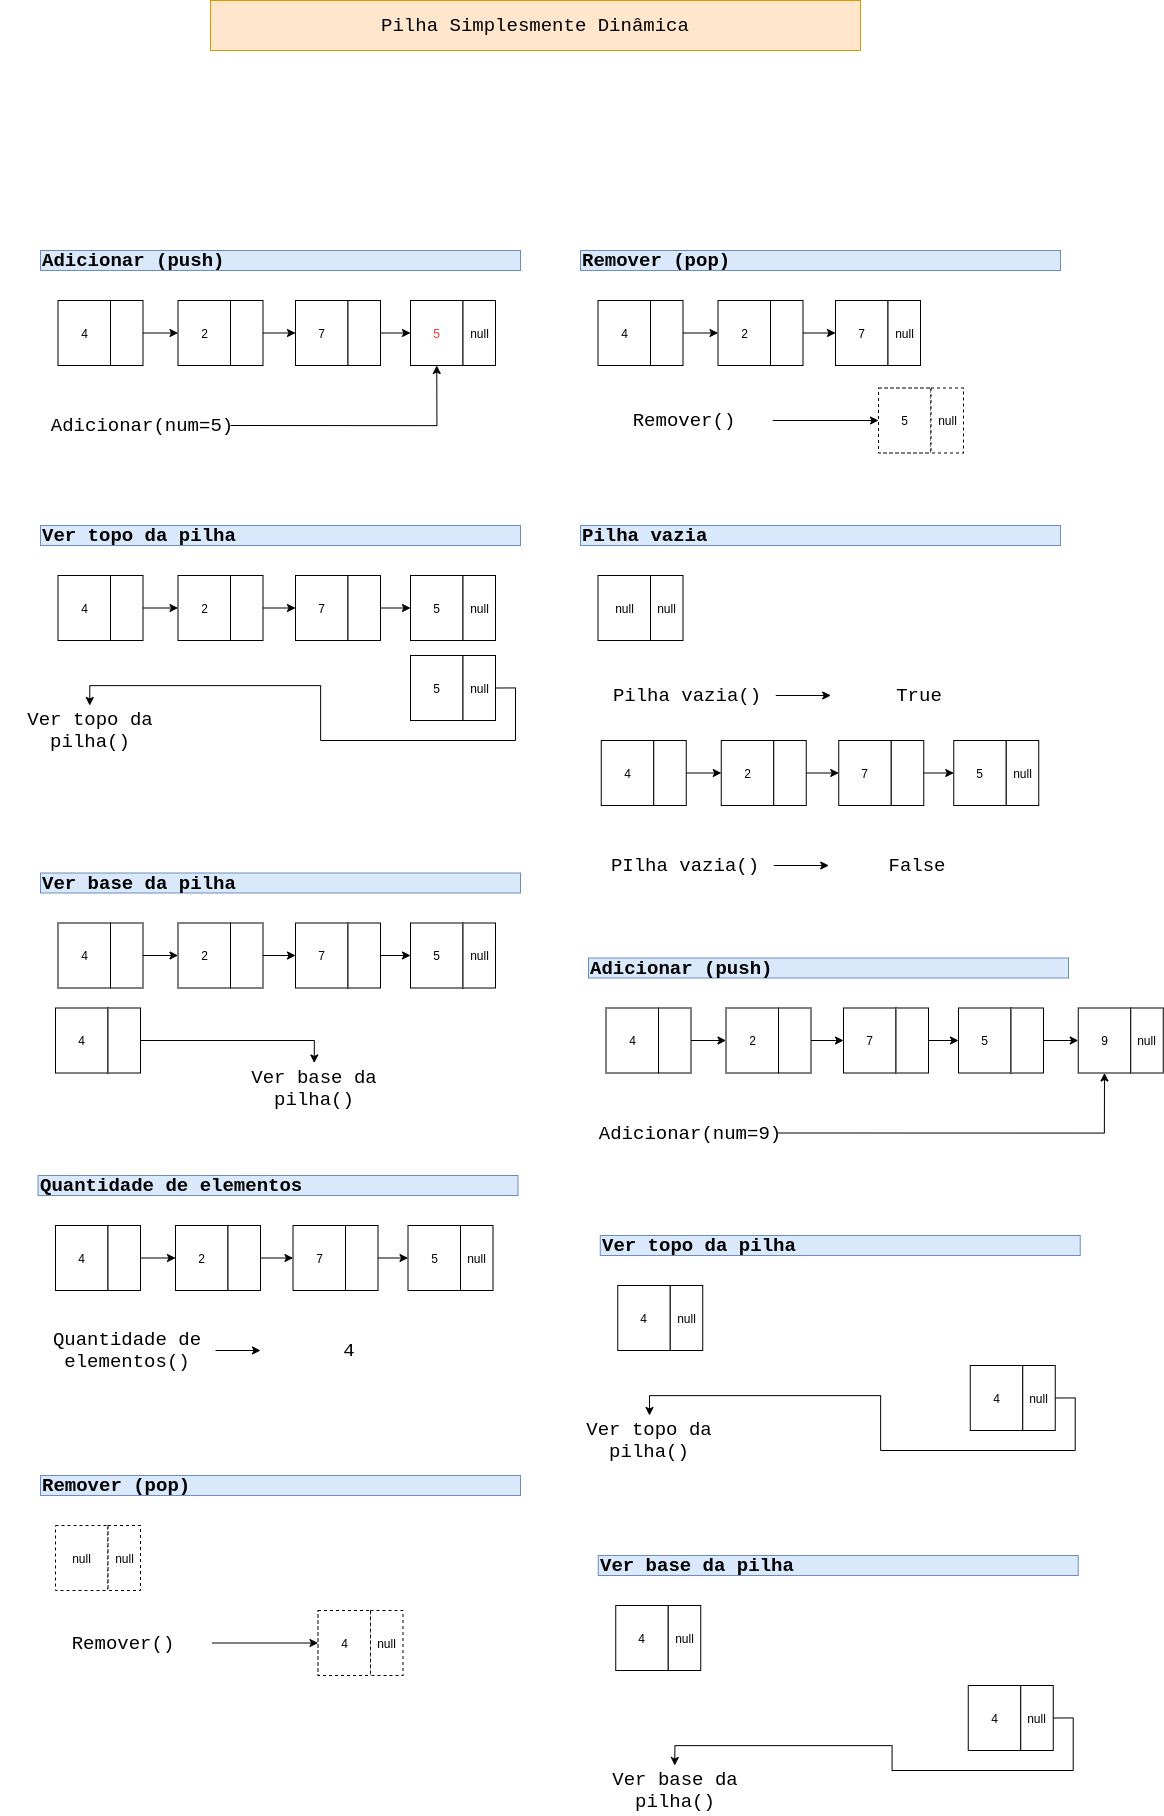 Pilha Simplesmente Dinâmica
Adicionar (push)
4 2 7 5 null
Adicionar(num=5)
Remover (pop)
4 2 7 null
Remover() 5 null
Ver topo da pilha
4 2 7 5 null
5 null
Ver topo da
pilha()
Pilha vazia
null null
Pilha vazia() True
4 2 7 5 null
PIlha vazia() False
Ver base da pilha
4 2 7 5 null
4
Ver base da
pilha()
Adicionar (push)
4 2 7 5 9 null
Adicionar(num=9)
Quantidade de elementos
4 2 7 5 null
Quantidade de
elementos()
4
Ver topo da pilha
4 null
4 null
Ver topo da
pilha()
Remover (pop)
null null
Remover() 4 null
Ver base da pilha
4 null
4 null
Ver base da
pilha()